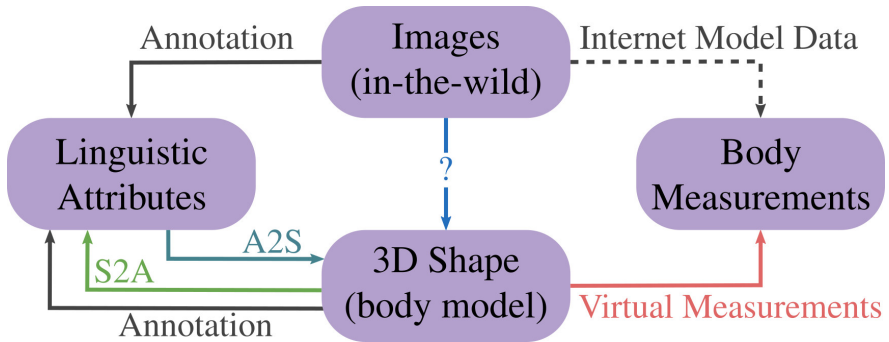 Annotation
Images
(in-the-wild)
Internet Model Data
Linguistic
Attributes
?
Body
Measurements
A2S
S2A
3D Shape
(body model)
Annotation
Virtual Measurements